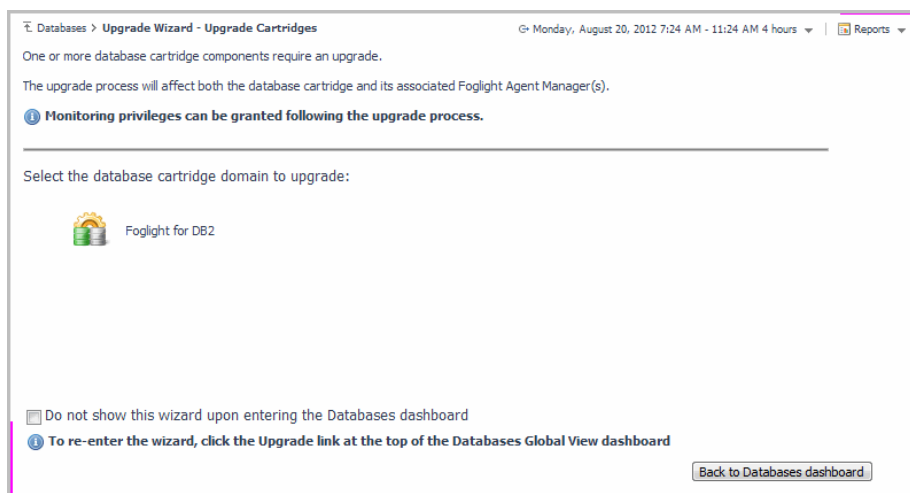 Databases > Upgrade Wizard - Upgrade Cartridges
Monday, August 20, 2012 7:24 AM - 11:24 AM 4 hours
Reports
One or more database cartridge components require an upgrade.
The upgrade process will affect both the database cartridge and its associated Foglight Agent Manager(s).
Monitoring privileges can be granted following the upgrade process.
Select the database cartridge domain to upgrade:
Foglight for DB2
Do not show this wizard upon entering the Databases dashboard
To re-enter the wizard, click the Upgrade link at the top of the Databases Global View dashboard
Back to Databases dashboard